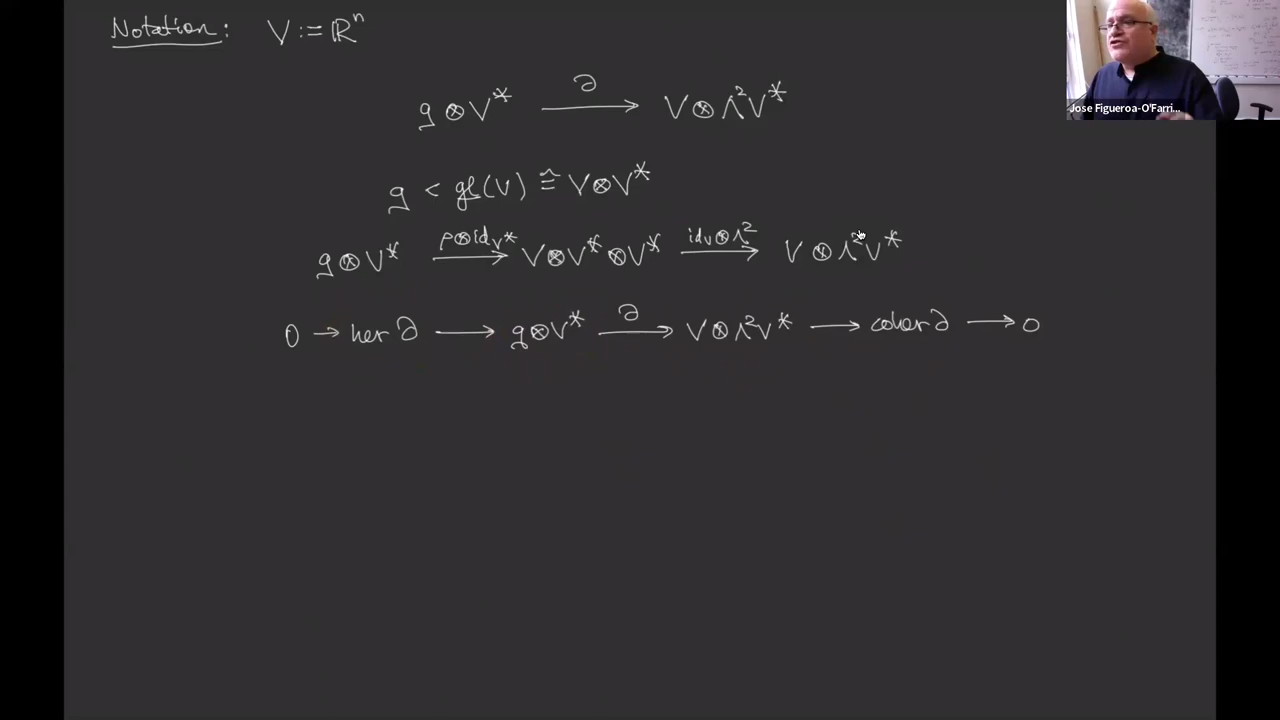 Notation: V := ℝⁿ
Jose Figueroa-O'Farri...
g ⊗ V* —∂→ V ⊗ Λ²V*
g < gl(V) ≅ V ⊗ V*
g ⊗ V* —ρ⊗id_V*→ V ⊗ V* ⊗ V* —id_V⊗Λ²→ V ⊗ Λ²V*
0 → ker ∂ → g ⊗ V* —∂→ V ⊗ Λ²V* → coker ∂ → 0